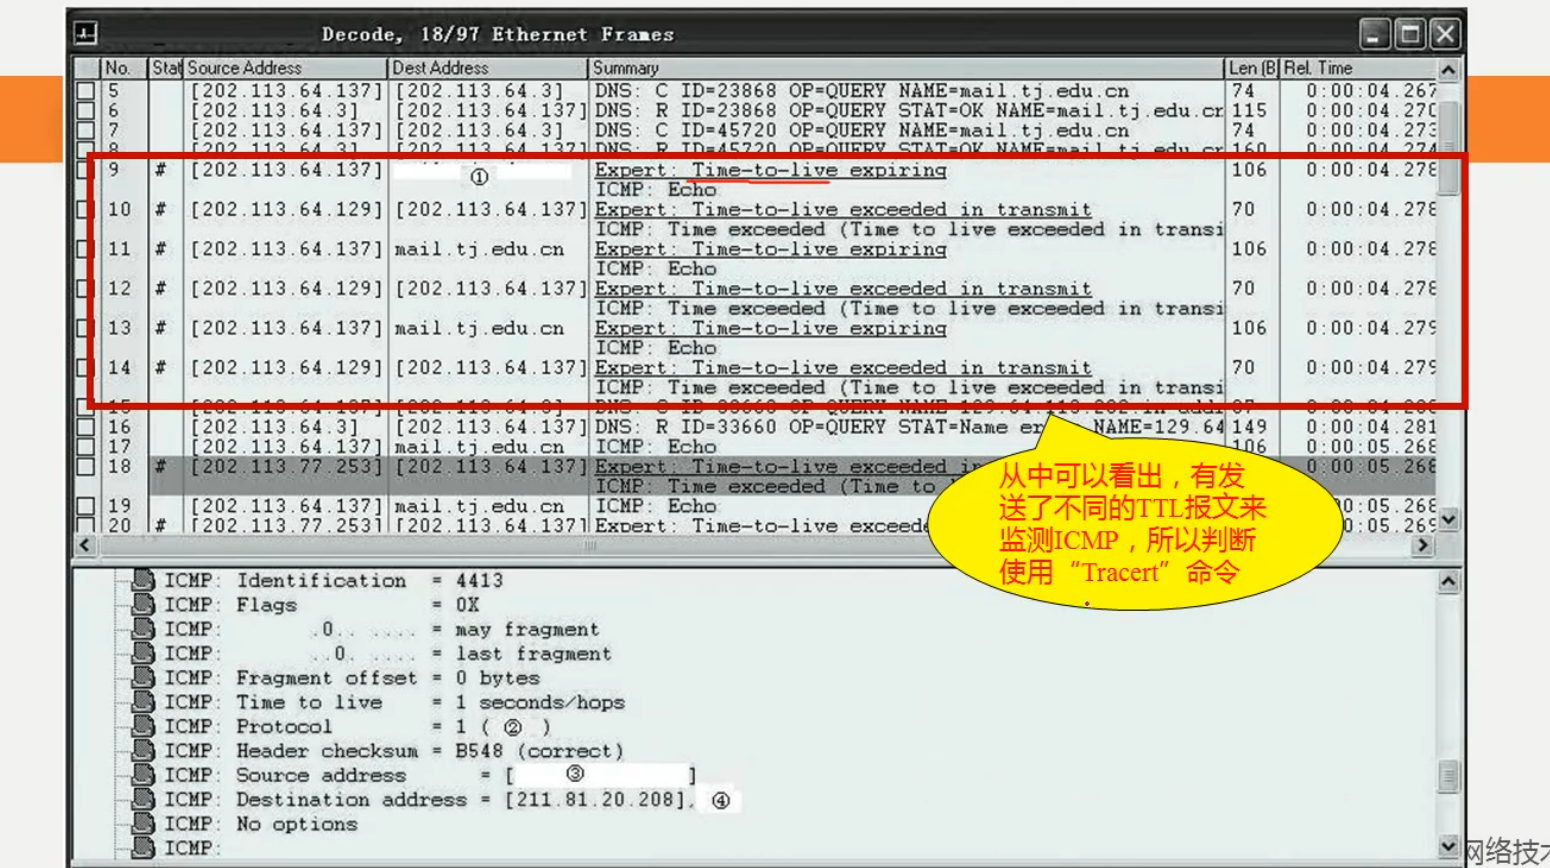 Decode, 18/97 Ethernet Frames
No. Stat Source Address Dest Address Summary Len (B Rel. Time
5 [202.113.64.137] [202.113.64.3] DNS: C ID=23868 OP=QUERY NAME=mail.tj.edu.cn 74 0:00:04.267
6 [202.113.64.3] [202.113.64.137] DNS: R ID=23868 OP=QUERY STAT=OK NAME=mail.tj.edu.cr 115 0:00:04.270
7 [202.113.64.137] [202.113.64.3] DNS: C ID=45720 OP=QUERY NAME=mail.tj.edu.cn 74 0:00:04.273
8 [202.113.64.3] [202.113.64.137] DNS: R ID=45720 OP=QUERY STAT=OK NAME=mail.tj.edu.cr 160 0:00:04.274
9 # [202.113.64.137] ① Expert: Time-to-live expiring 106 0:00:04.278
ICMP: Echo
10 # [202.113.64.129] [202.113.64.137] Expert: Time-to-live exceeded in transmit 70 0:00:04.278
ICMP: Time exceeded (Time to live exceeded in transi
11 # [202.113.64.137] mail.tj.edu.cn Expert: Time-to-live expiring 106 0:00:04.278
ICMP: Echo
12 # [202.113.64.129] [202.113.64.137] Expert: Time-to-live exceeded in transmit 70 0:00:04.278
ICMP: Time exceeded (Time to live exceeded in transi
13 # [202.113.64.137] mail.tj.edu.cn Expert: Time-to-live expiring 106 0:00:04.279
ICMP: Echo
14 # [202.113.64.129] [202.113.64.137] Expert: Time-to-live exceeded in transmit 70 0:00:04.279
ICMP: Time exceeded (Time to live exceeded in transi
15 [202.113.64.137] [202.113.64.3] DNS: C ID=33660 OP=QUERY NAME=129.64.113.202.in-addr
16 [202.113.64.3] [202.113.64.137] DNS: R ID=33660 OP=QUERY STAT=Name er NAME=129.64 149 0:00:04.281
17 [202.113.64.137] mail.tj.edu.cn ICMP: Echo 106 0:00:05.268
18 # [202.113.77.253] [202.113.64.137] Expert: Time-to-live exceeded in 0:00:05.268
ICMP: Time exceeded (Time to
19 [202.113.64.137] mail.tj.edu.cn ICMP: Echo 0:05.268
20 # [202.113.77.253] [202.113.64.137] Expert: Time-to-live exceede 0:05.269
从中可以看出，有发
送了不同的TTL报文来
监测ICMP，所以判断
使用“Tracert”命令
.
ICMP: Identification = 4413
ICMP: Flags = 0X
ICMP: .0.. .... = may fragment
ICMP: ..0. .... = last fragment
ICMP: Fragment offset = 0 bytes
ICMP: Time to live = 1 seconds/hops
ICMP: Protocol = 1 ( ② )
ICMP: Header checksum = B548 (correct)
ICMP: Source address = [ ③ ]
ICMP: Destination address = [211.81.20.208], ④
ICMP: No options
ICMP:
网络技术